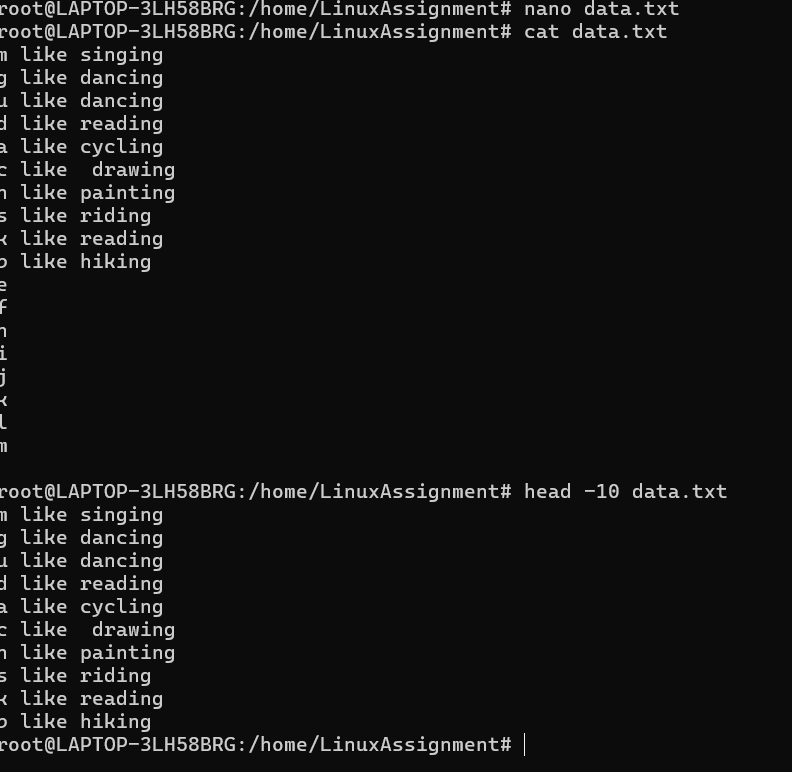 root@LAPTOP-3LH58BRG:/home/LinuxAssignment# nano data.txt
root@LAPTOP-3LH58BRG:/home/LinuxAssignment# cat data.txt
m like singing
g like dancing
u like dancing
d like reading
a like cycling
c like  drawing
n like painting
s like riding
k like reading
like hiking
e
f
i
j
k
l
m
root@LAPTOP-3LH58BRG:/home/LinuxAssignment# head -10 data.txt
m like singing
g like dancing
u like dancing
d like reading
a like cycling
c like  drawing
n like painting
s like riding
k like reading
like hiking
root@LAPTOP-3LH58BRG:/home/LinuxAssignment#